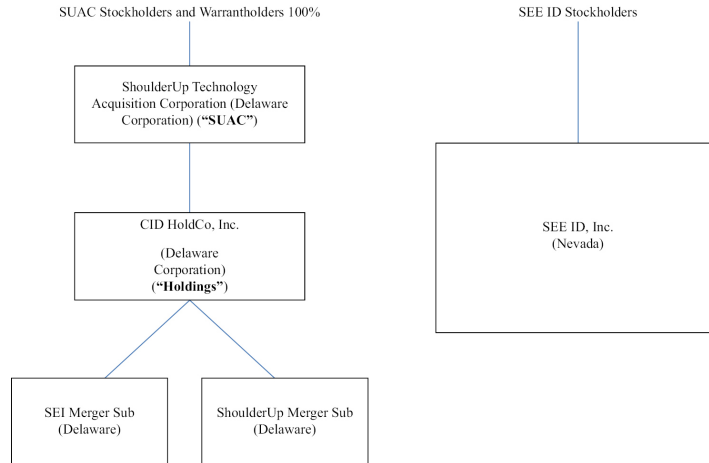 SUAC Stockholders and Warrantholders 100%
SEE ID Stockholders
ShoulderUp Technology
Acquisition Corporation (Delaware
Corporation) (“SUAC”)
CID HoldCo, Inc.
(Delaware
Corporation)
(“Holdings”)
SEE ID, Inc.
(Nevada)
SEI Merger Sub
(Delaware)
ShoulderUp Merger Sub
(Delaware)